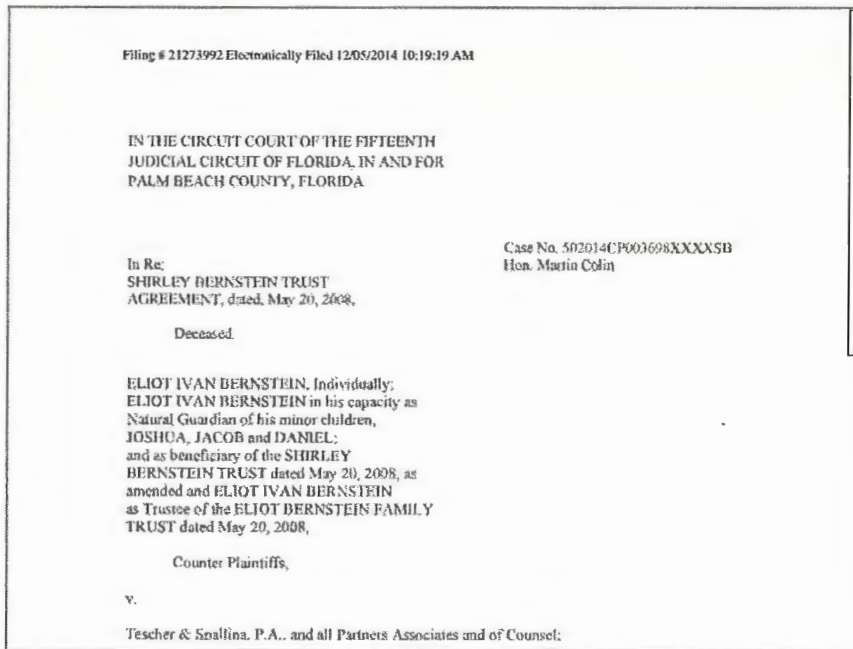 Filing # 21273992 Electronically Filed 12/05/2014 10:19:19 AM
IN THE CIRCUIT COURT OF THE FIFTEENTH
JUDICIAL CIRCUIT OF FLORIDA, IN AND FOR
PALM BEACH COUNTY, FLORIDA
Case No. 502014CP003698XXXXSB
In Re:
Hon. Martin Colin
SHIRLEY BERNSTEIN TRUST
AGREEMENT, dated, May 20, 2008,
Deceased.
ELIOT IVAN BERNSTEIN, Individually;
ELIOT IVAN BERNSTEIN in his capacity as
Natural Guardian of his minor children,
JOSHUA, JACOB and DANIEL;
and as beneficiary of the SHIRLEY
BERNSTEIN TRUST dated May 20, 2008, as
amended and ELIOT IVAN BERNSTEIN
as Trustee of the ELIOT BERNSTEIN FAMILY
TRUST dated May 20, 2008,
Counter Plaintiffs,
v.
Tescher & Spallina, P.A., and all Partners Associates and of Counsel;